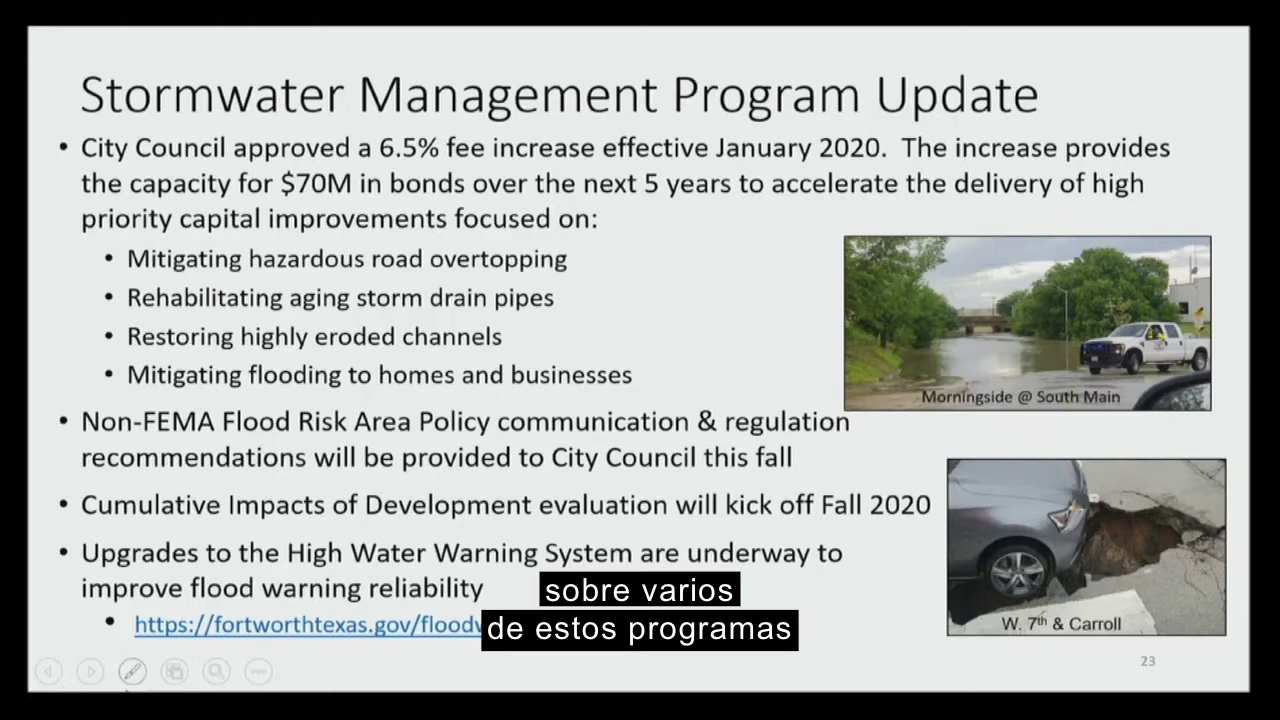 Stormwater Management Program Update
• City Council approved a 6.5% fee increase effective January 2020. The increase provides
the capacity for $70M in bonds over the next 5 years to accelerate the delivery of high
priority capital improvements focused on:
• Mitigating hazardous road overtopping
• Rehabilitating aging storm drain pipes
• Restoring highly eroded channels
• Mitigating flooding to homes and businesses
Morningside @ South Main
• Non-FEMA Flood Risk Area Policy communication & regulation
recommendations will be provided to City Council this fall
• Cumulative Impacts of Development evaluation will kick off Fall 2020
• Upgrades to the High Water Warning System are underway to
improve flood warning reliability
• https://fortworthtexas.gov/flood
W. 7th & Carroll
sobre varios
de estos programas
23